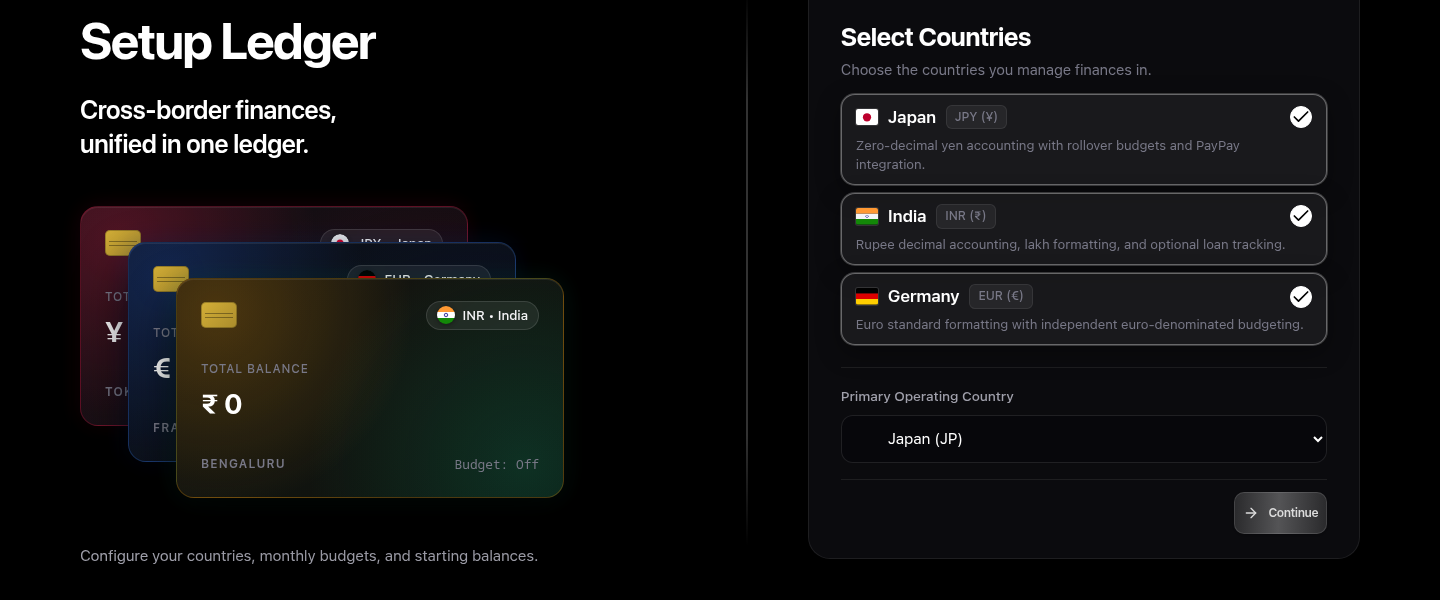 Setup Ledger
Cross-border finances,
unified in one ledger.
¥
€
INR • India
TOTAL BALANCE
₹ 0
BENGALURU
Budget: Off
Configure your countries, monthly budgets, and starting balances.
Select Countries
Choose the countries you manage finances in.
Japan
JPY (¥)
Zero-decimal yen accounting with rollover budgets and PayPay
integration.
India
INR (₹)
Rupee decimal accounting, lakh formatting, and optional loan tracking.
Germany
EUR (€)
Euro standard formatting with independent euro-denominated budgeting.
Primary Operating Country
Japan (JP)
Continue